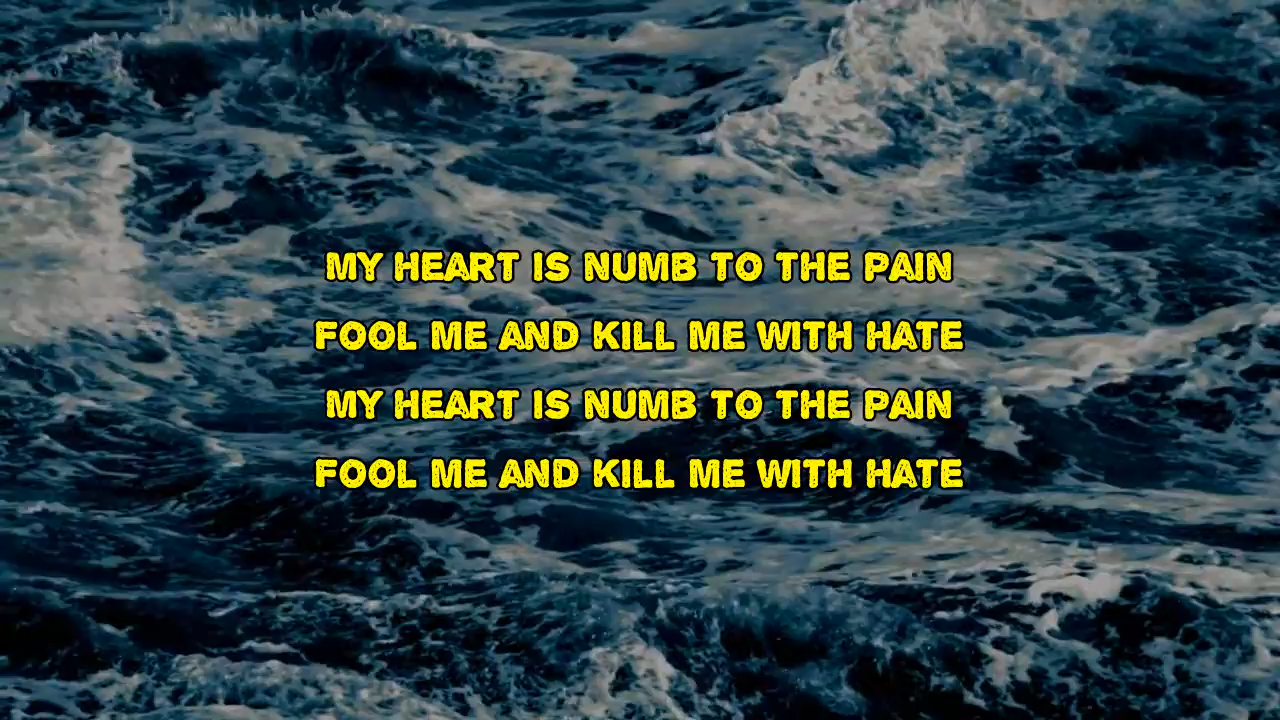 MY HEART IS NUMB TO THE PAIN
FOOL ME AND KILL ME WITH HATE
MY HEART IS NUMB TO THE PAIN
FOOL ME AND KILL ME WITH HATE